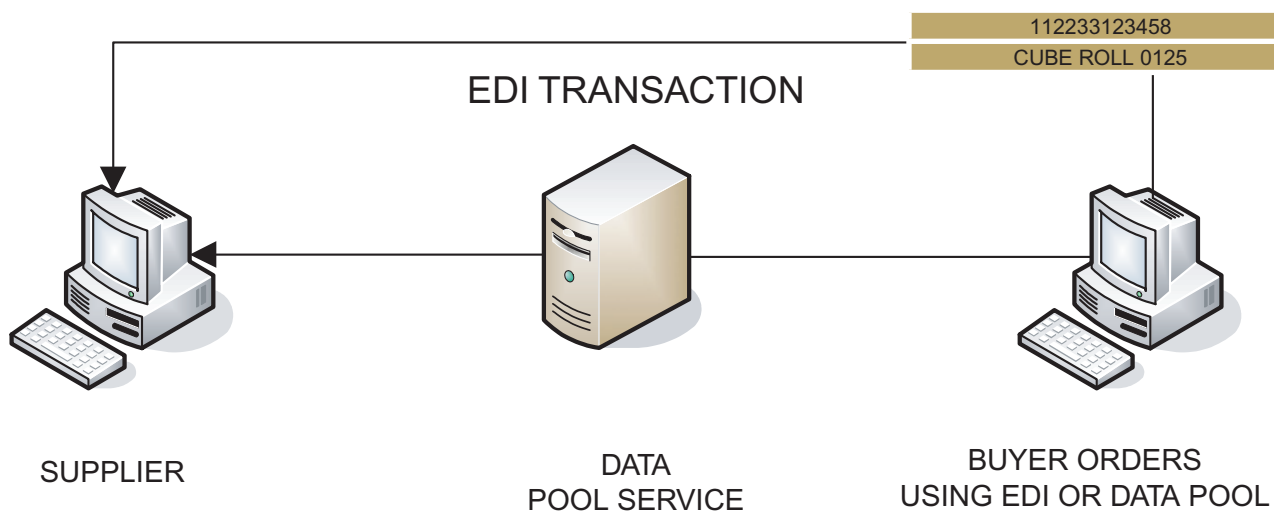 112233123458
CUBE ROLL 0125
EDI TRANSACTION
SUPPLIER
DATA
POOL SERVICE
BUYER ORDERS
USING EDI OR DATA POOL